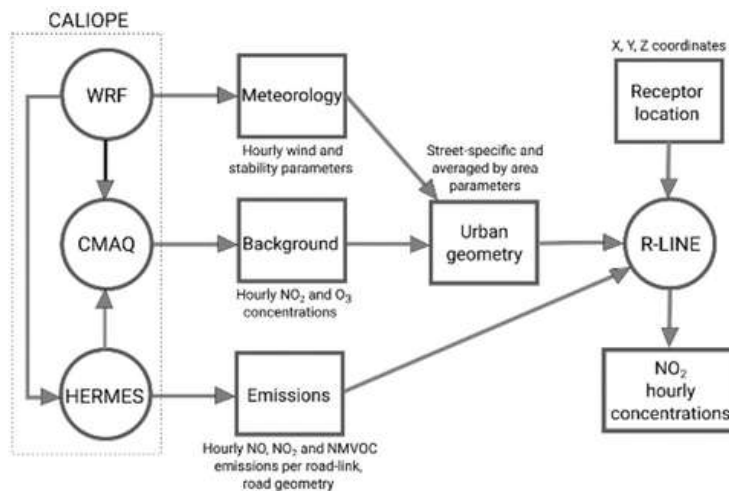 CALIOPE
WRF
Meteorology
Hourly wind and
stability parameters
X, Y, Z coordinates
Receptor
location
Street-specific and
averaged by area
parameters
CMAQ
Background
Hourly NO₂ and O₃
concentrations
Urban
geometry
R-LINE
HERMES
Emissions
Hourly NO, NO₂ and NMVOC
emissions per road-link,
road geometry
NO₂
hourly
concentrations